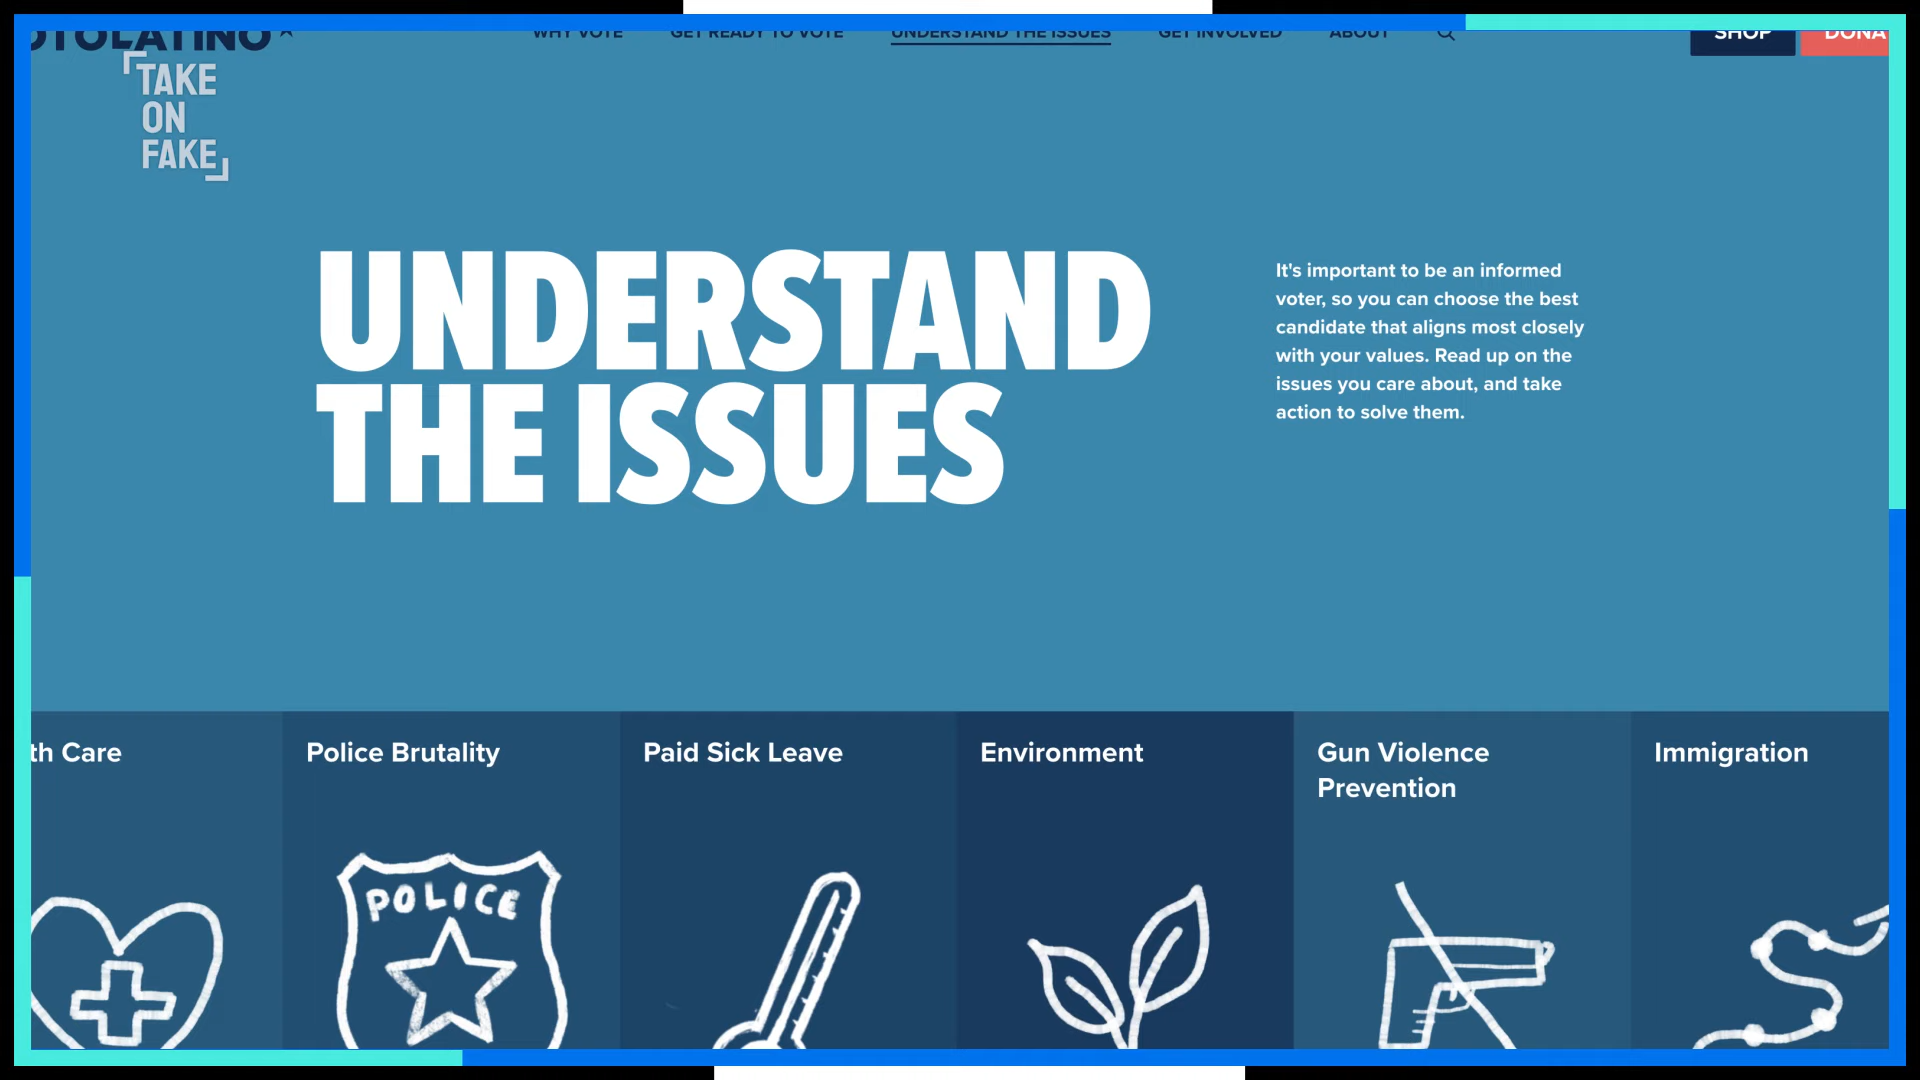 VOTOLATINO
WHY VOTE
GET READY TO VOTE
UNDERSTAND THE ISSUES
GET INVOLVED
ABOUT
SHOP
TAKE
ON
FAKE
UNDERSTAND
THE ISSUES
It's important to be an informed
voter, so you can choose the best
candidate that aligns most closely
with your values. Read up on the
issues you care about, and take
action to solve them.
th Care
Police Brutality
Paid Sick Leave
Environment
Gun Violence
Prevention
Immigration
POLICE